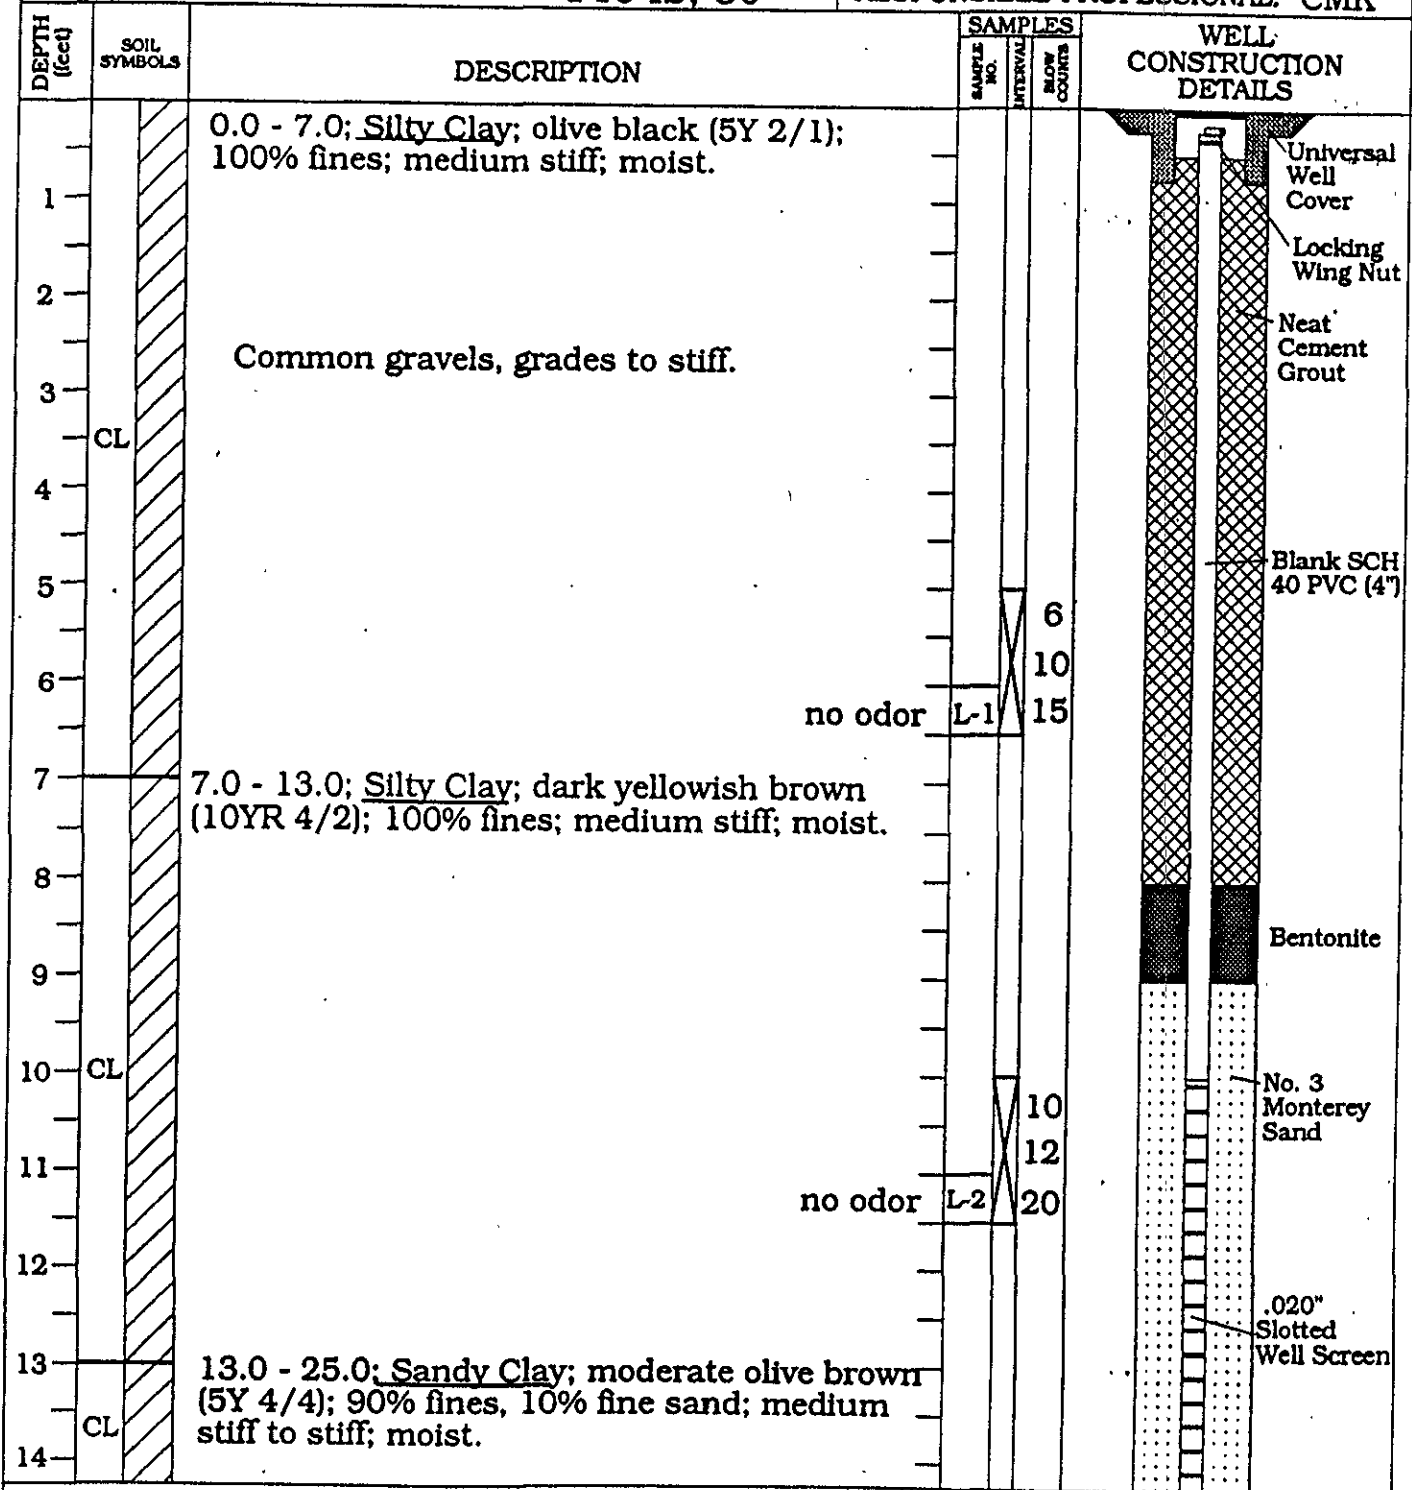 RESPONSIBLE PROFESSIONAL: CMK
DEPTH
(feet)
SOIL
SYMBOLS
DESCRIPTION
SAMPLES
SAMPLE
NO.
INTERVAL
BLOW
COUNTS
WELL
CONSTRUCTION
DETAILS
0.0 - 7.0; Silty Clay; olive black (5Y 2/1);
100% fines; medium stiff; moist.
Universal
Well
Cover
1
Locking
Wing Nut
2
Neat
Cement
Grout
Common gravels, grades to stiff.
3
CL
4
Blank SCH
40 PVC (4")
5
6
10
6
no odor L-1 15
7
7.0 - 13.0; Silty Clay; dark yellowish brown
(10YR 4/2); 100% fines; medium stiff; moist.
8
Bentonite
9
10 CL
No. 3
Monterey
Sand
10
12
11
no odor L-2 20
12
.020"
Slotted
Well Screen
13
13.0 - 25.0; Sandy Clay; moderate olive brown
(5Y 4/4); 90% fines, 10% fine sand; medium
stiff to stiff; moist.
CL
14